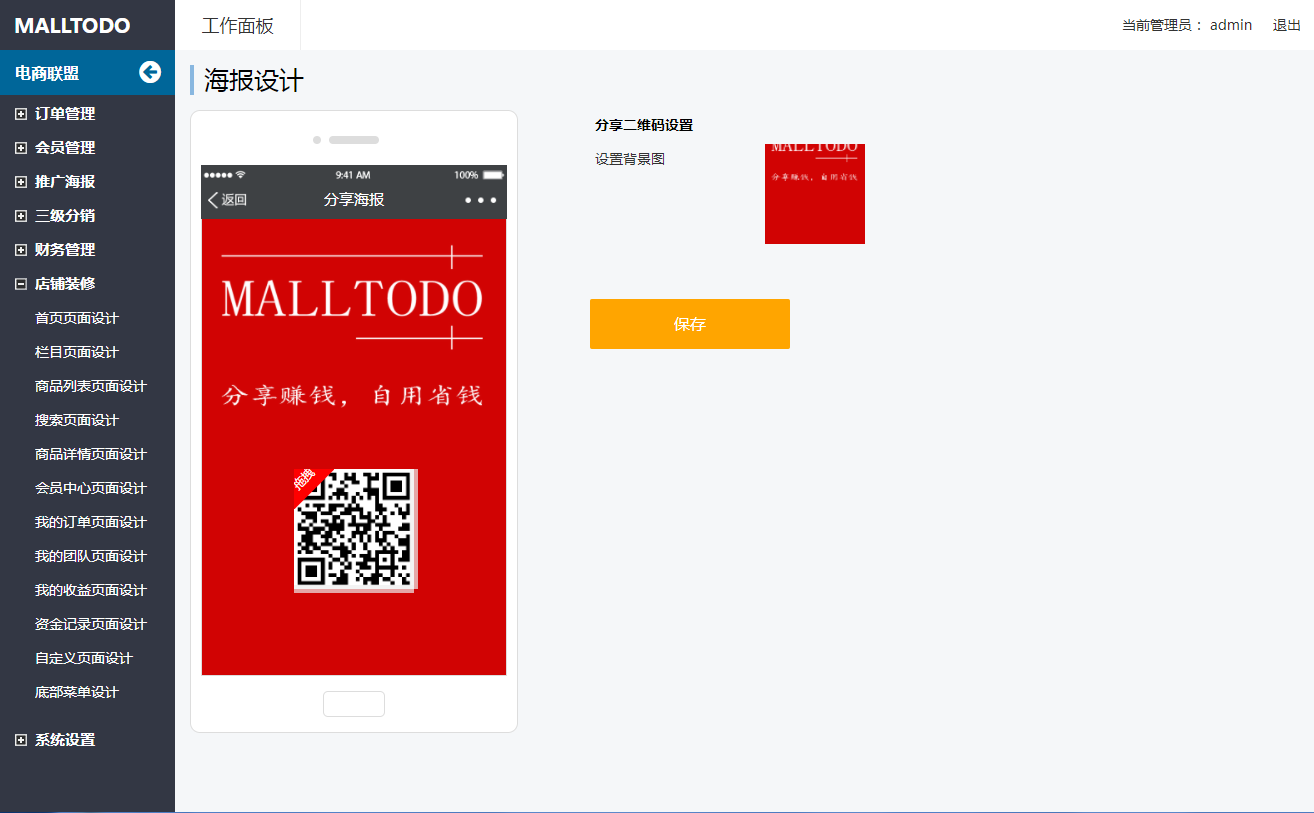 MALLTODO
工作面板
当前管理员： admin 退出
电商联盟
订单管理
会员管理
推广海报
三级分销
财务管理
店铺装修
首页页面设计
栏目页面设计
商品列表页面设计
搜索页面设计
商品详情页面设计
会员中心页面设计
我的订单页面设计
我的团队页面设计
我的收益页面设计
资金记录页面设计
自定义页面设计
底部菜单设计
系统设置
海报设计
9:41 AM 100%
返回 分享海报
MALLTODO
分享赚钱，自用省钱
拖拽
分享二维码设置
设置背景图
MALLTODO
分享赚钱，自用省钱
保存